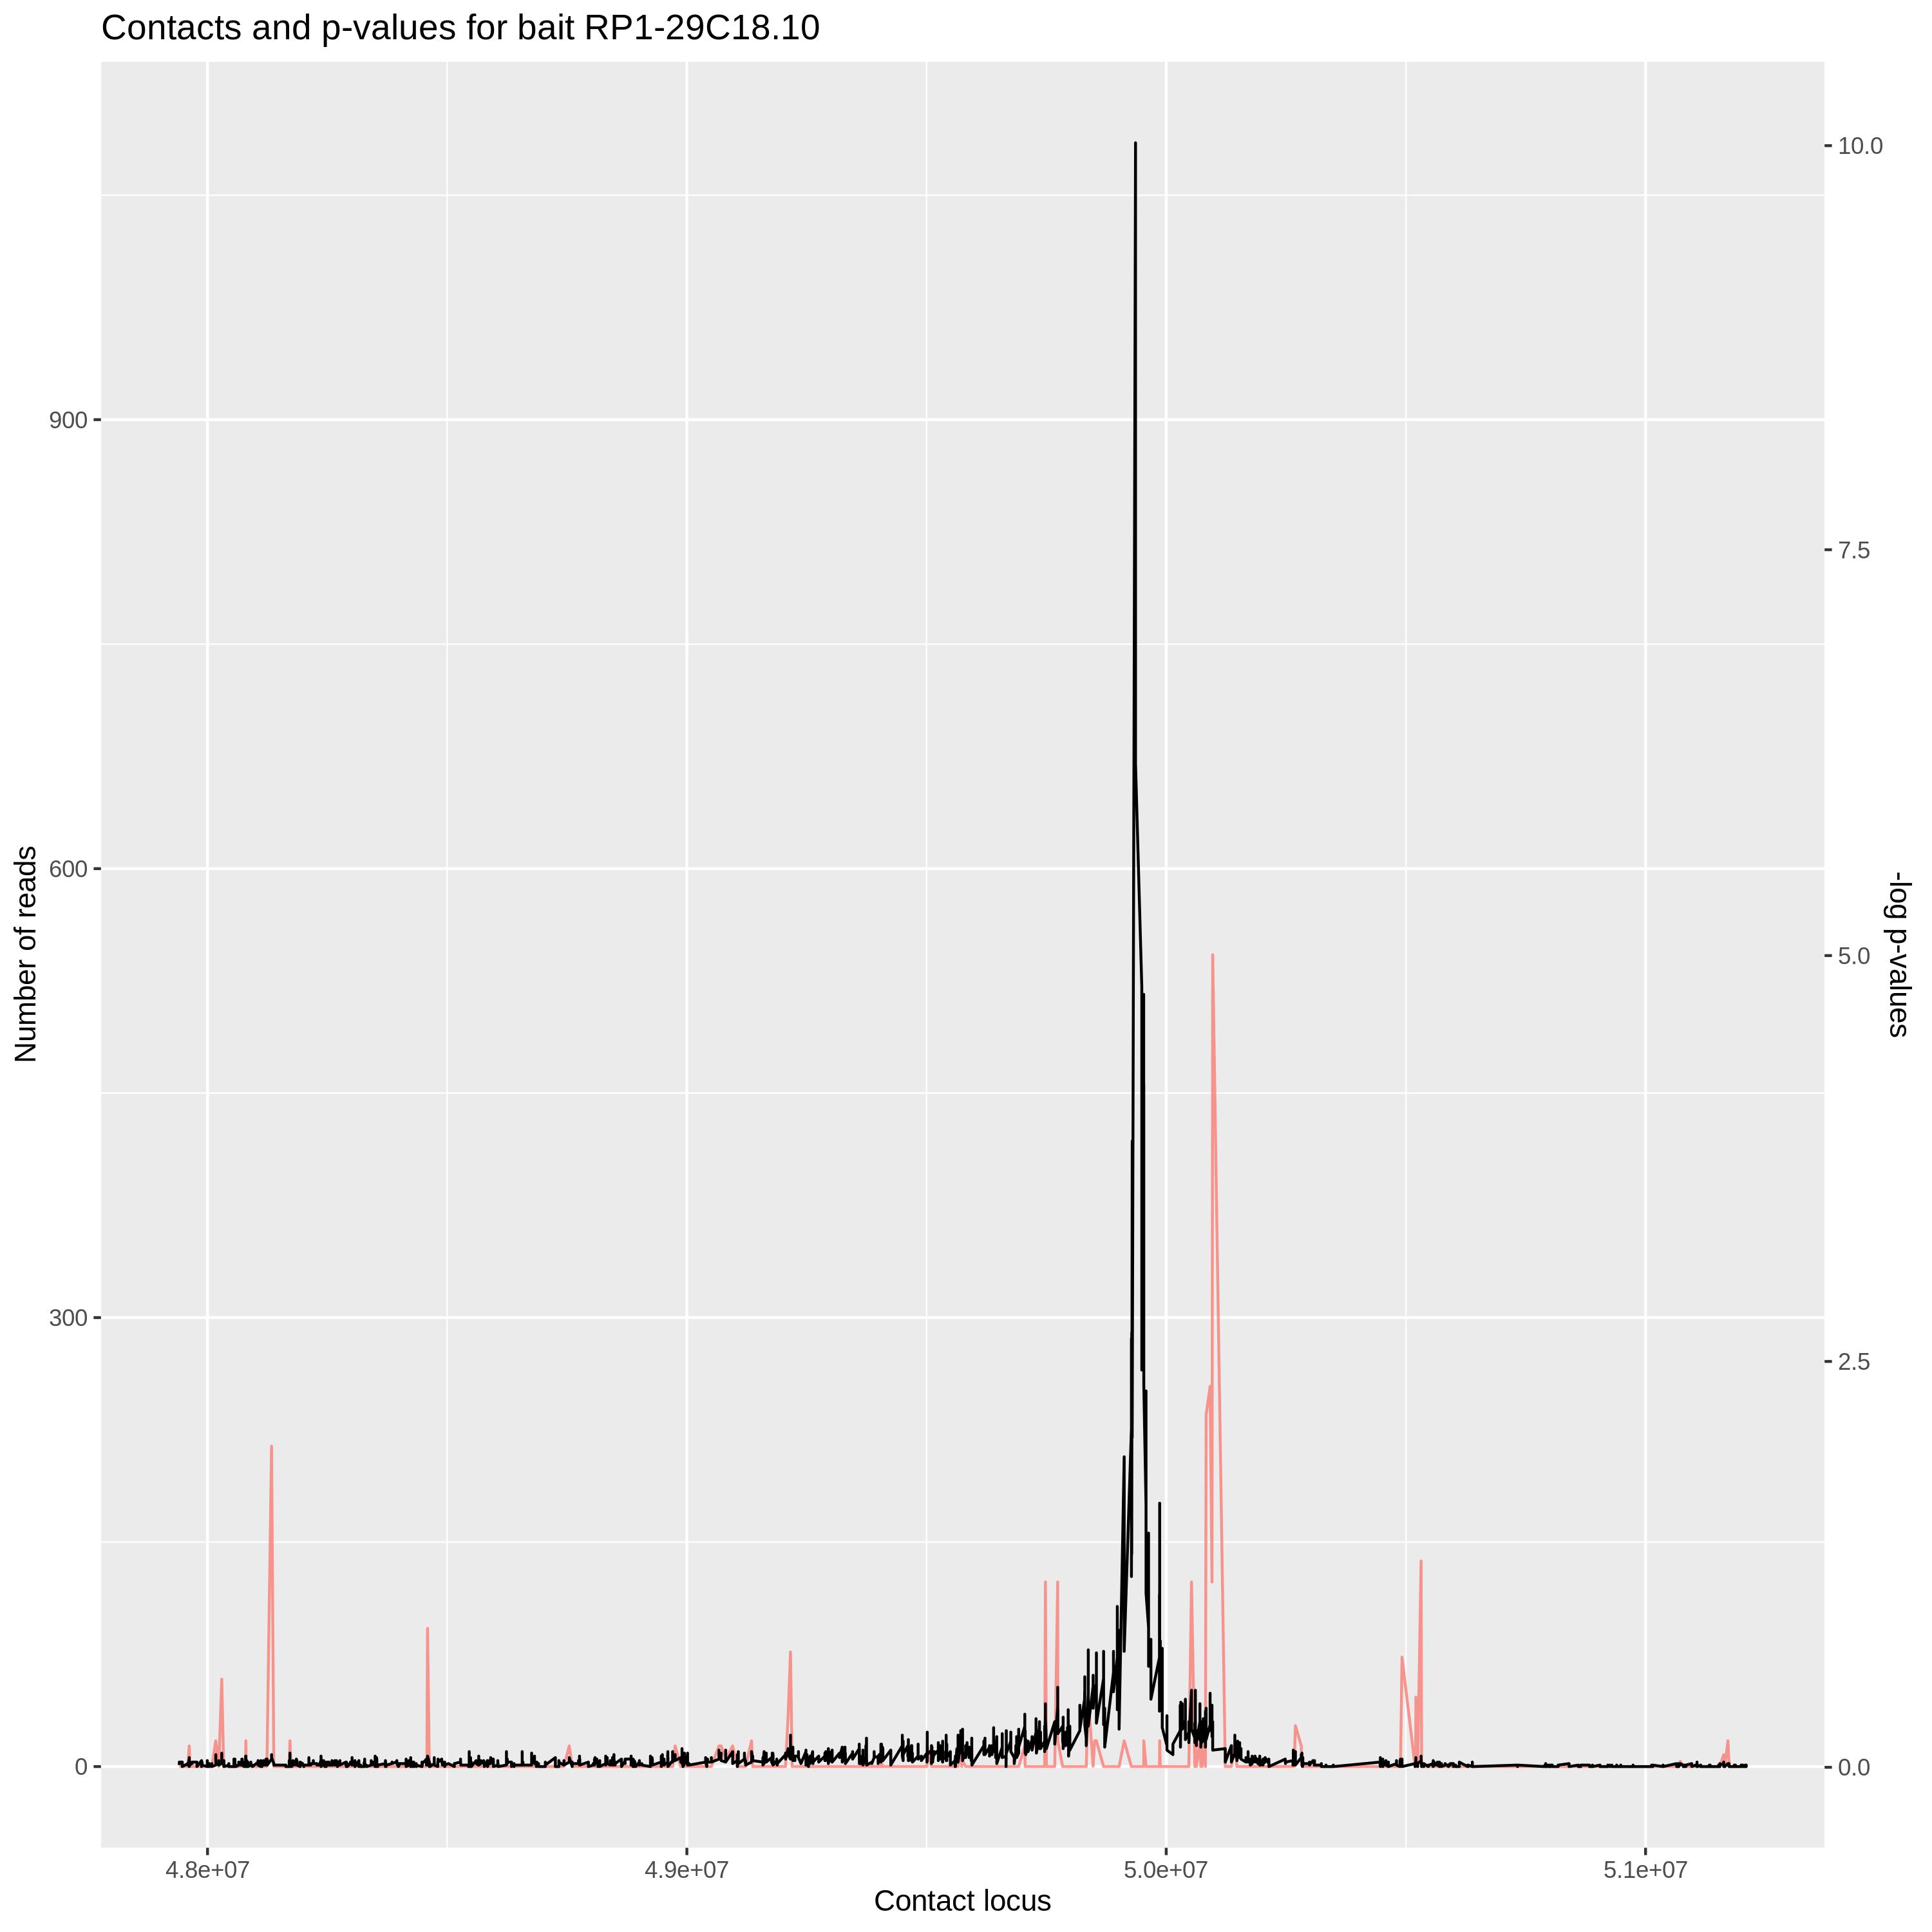 Contacts and p-values for bait RP1-29C18.10
10.0
900
7.5
600
5.0
Number of reads
-log p-values
300
2.5
0
0.0
4.8e+07 4.9e+07 5.0e+07 5.1e+07
Contact locus